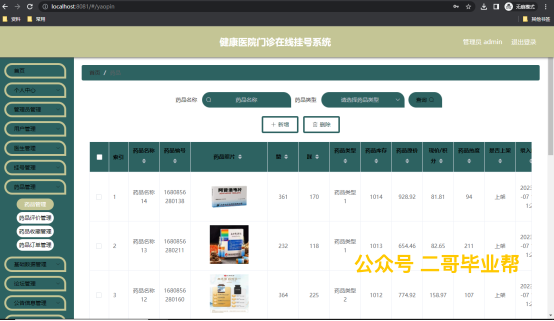 localhost:8081/#/yaopin
无痕模式
资料 常用 其他书签
健康医院门诊在线挂号系统
管理员 admin 退出登录
首页
个人中心
管理员管理
用户管理
医生管理
挂号管理
药品管理
药品管理
药品评价管理
药品收藏管理
药品订单管理
基础数据管理
论坛管理
公告信息管理
首页 /
药品名称 药品名称 药品类型 请选择药品类型 查询
+ 新增 删除
索引 药品名称 药品编号 药品照片 赞 踩 药品类型 药品库存 药品原价 现价/积分 药品热度 是否上架 录入
1 药品名称14 1680856280138 361 170 药品类型1 1014 928.92 81.81 94 上架
2 药品名称13 1680856280211 232 118 药品类型1 1013 654.46 82.65 211 上架
3 药品名称12 1680856280160 364 225 药品类型2 1012 774.92 158.97 107 上架
公众号 二哥毕业帮